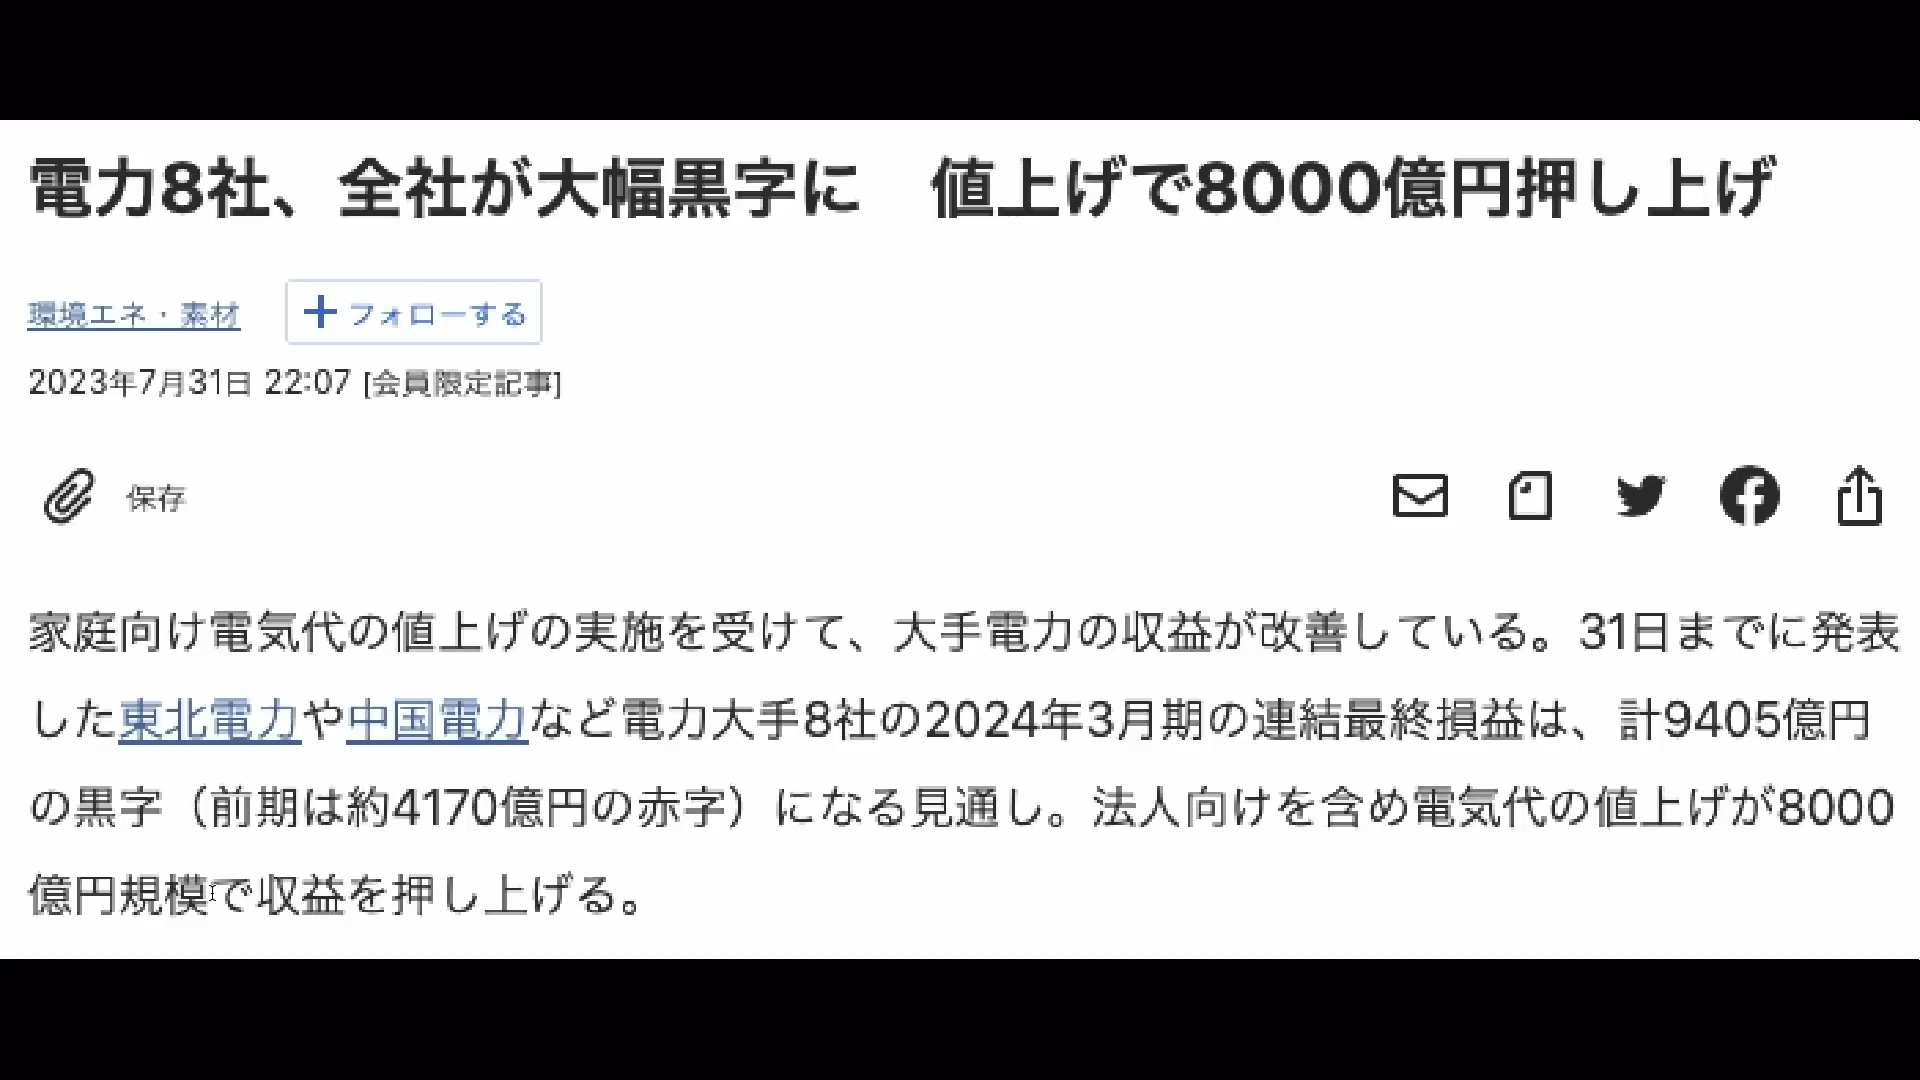 電力8社、全社が大幅黒字に　値上げで8000億円押し上げ
環境エネ・素材
フォローする
2023年7月31日 22:07 [会員限定記事]
保存
家庭向け電気代の値上げの実施を受けて、大手電力の収益が改善している。31日までに発表
した東北電力や中国電力など電力大手8社の2024年3月期の連結最終損益は、計9405億円
の黒字（前期は約4170億円の赤字）になる見通し。法人向けを含め電気代の値上げが8000
億円規模で収益を押し上げる。